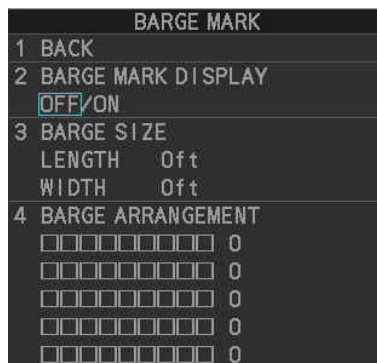 BARGE MARK
1 BACK
2 BARGE MARK DISPLAY
OFF/ON
3 BARGE SIZE
LENGTH 0ft
WIDTH 0ft
4 BARGE ARRANGEMENT
□□□□□□□□□ 0
□□□□□□□□□ 0
□□□□□□□□□ 0
□□□□□□□□□ 0
□□□□□□□□□ 0